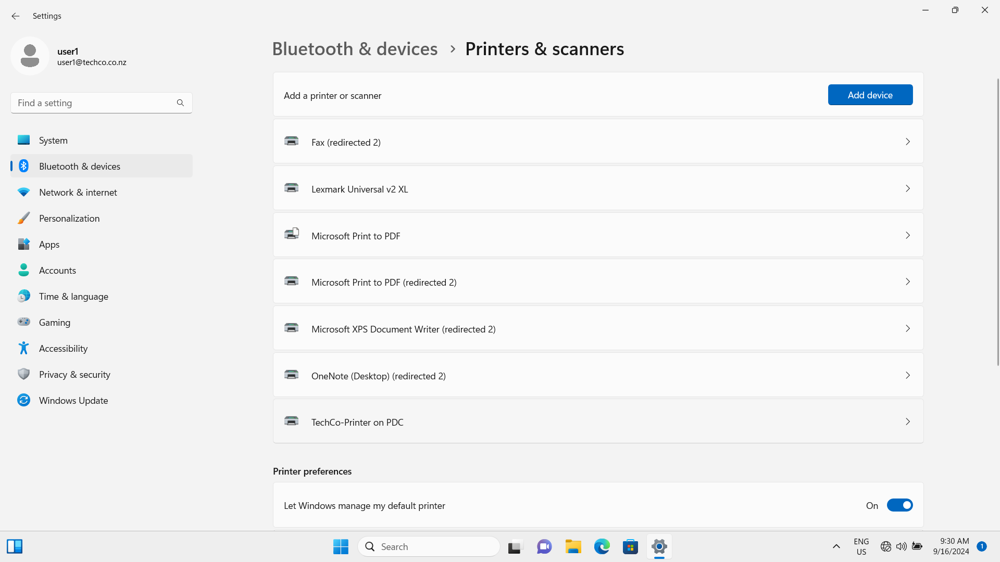 Settings
user1
user1@techco.co.nz
Find a setting
System
Bluetooth & devices
Network & internet
Personalization
Apps
Accounts
Time & language
Gaming
Accessibility
Privacy & security
Windows Update
Bluetooth & devices > Printers & scanners
Add a printer or scanner
Add device
Fax (redirected 2)
Lexmark Universal v2 XL
Microsoft Print to PDF
Microsoft Print to PDF (redirected 2)
Microsoft XPS Document Writer (redirected 2)
OneNote (Desktop) (redirected 2)
TechCo-Printer on PDC
Printer preferences
Let Windows manage my default printer
On
Search
ENG
US
9:30 AM
9/16/2024
1